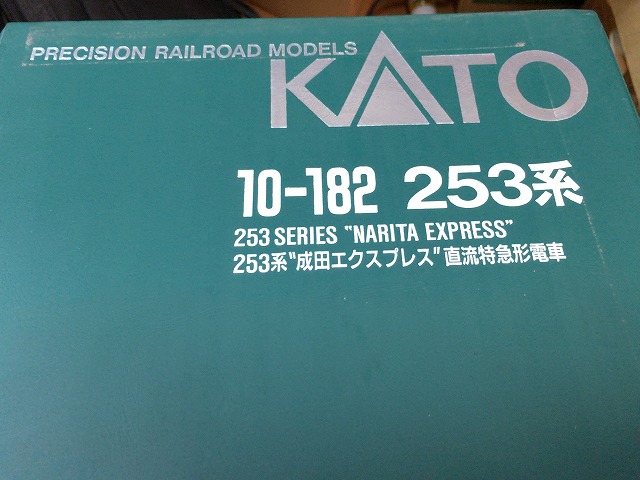 PRECISION RAILROAD MODELS
KATO
10-182 253系
253 SERIES "NARITA EXPRESS"
253系"成田エクスプレス"直流特急形電車